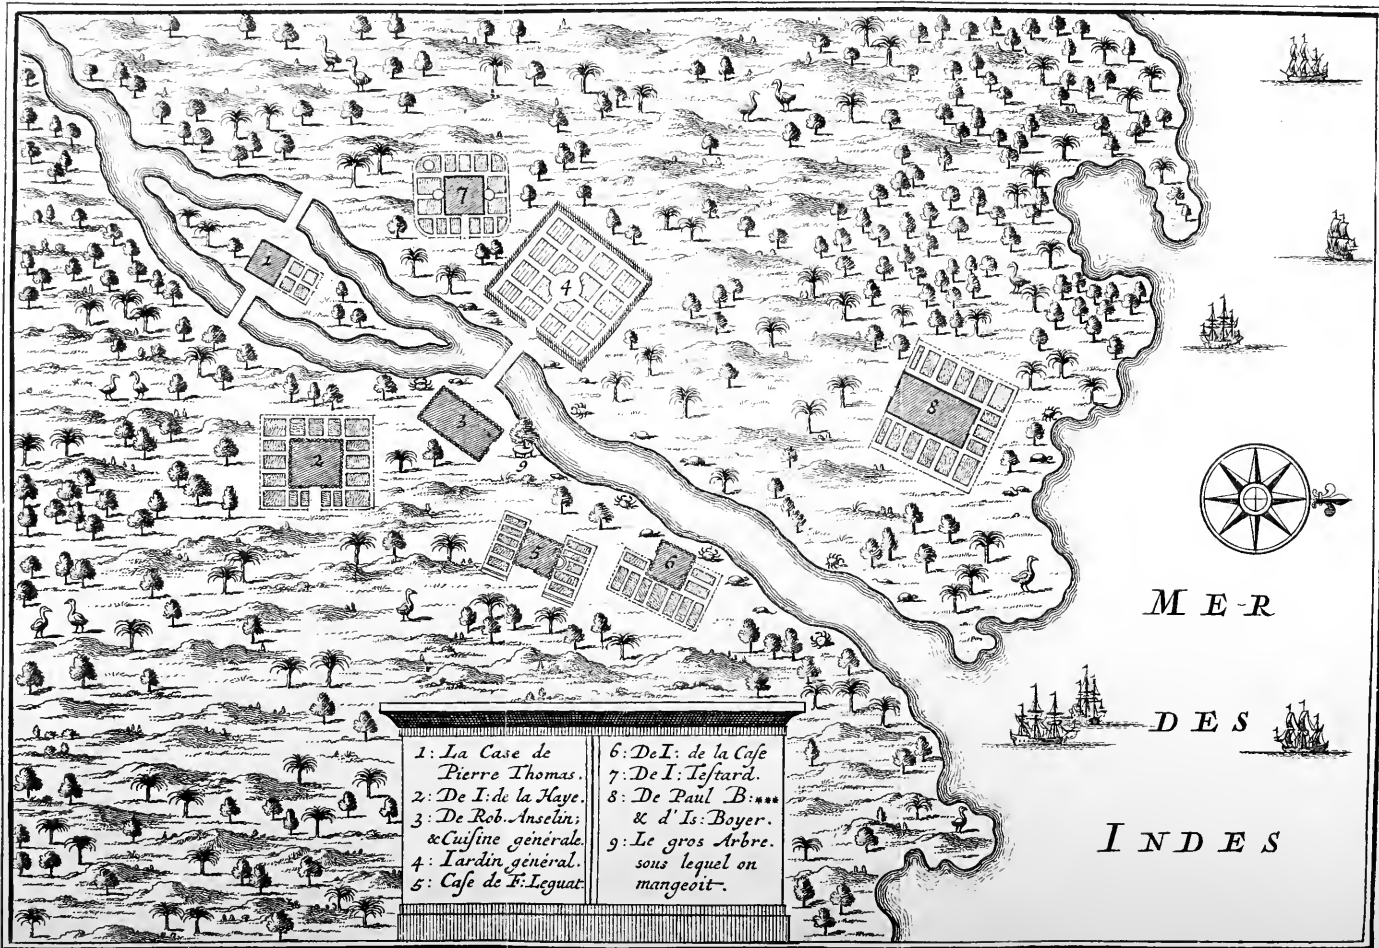 7
1
4
3
8
2
9
5
6
MER
DES
INDES
1: La Case de
Pierre Thomas.
2: De I: de la Haye.
3: De Rob. Anselin;
& Cuiſine générale.
4: Iardin général.
5: Caſe de F: Leguat.
6: De I: de la Caſe
7: De I: Teſtard.
8: De Paul B:***
& d'Is: Boyer.
9: Le gros Arbre.
sous lequel on
mangeoit.